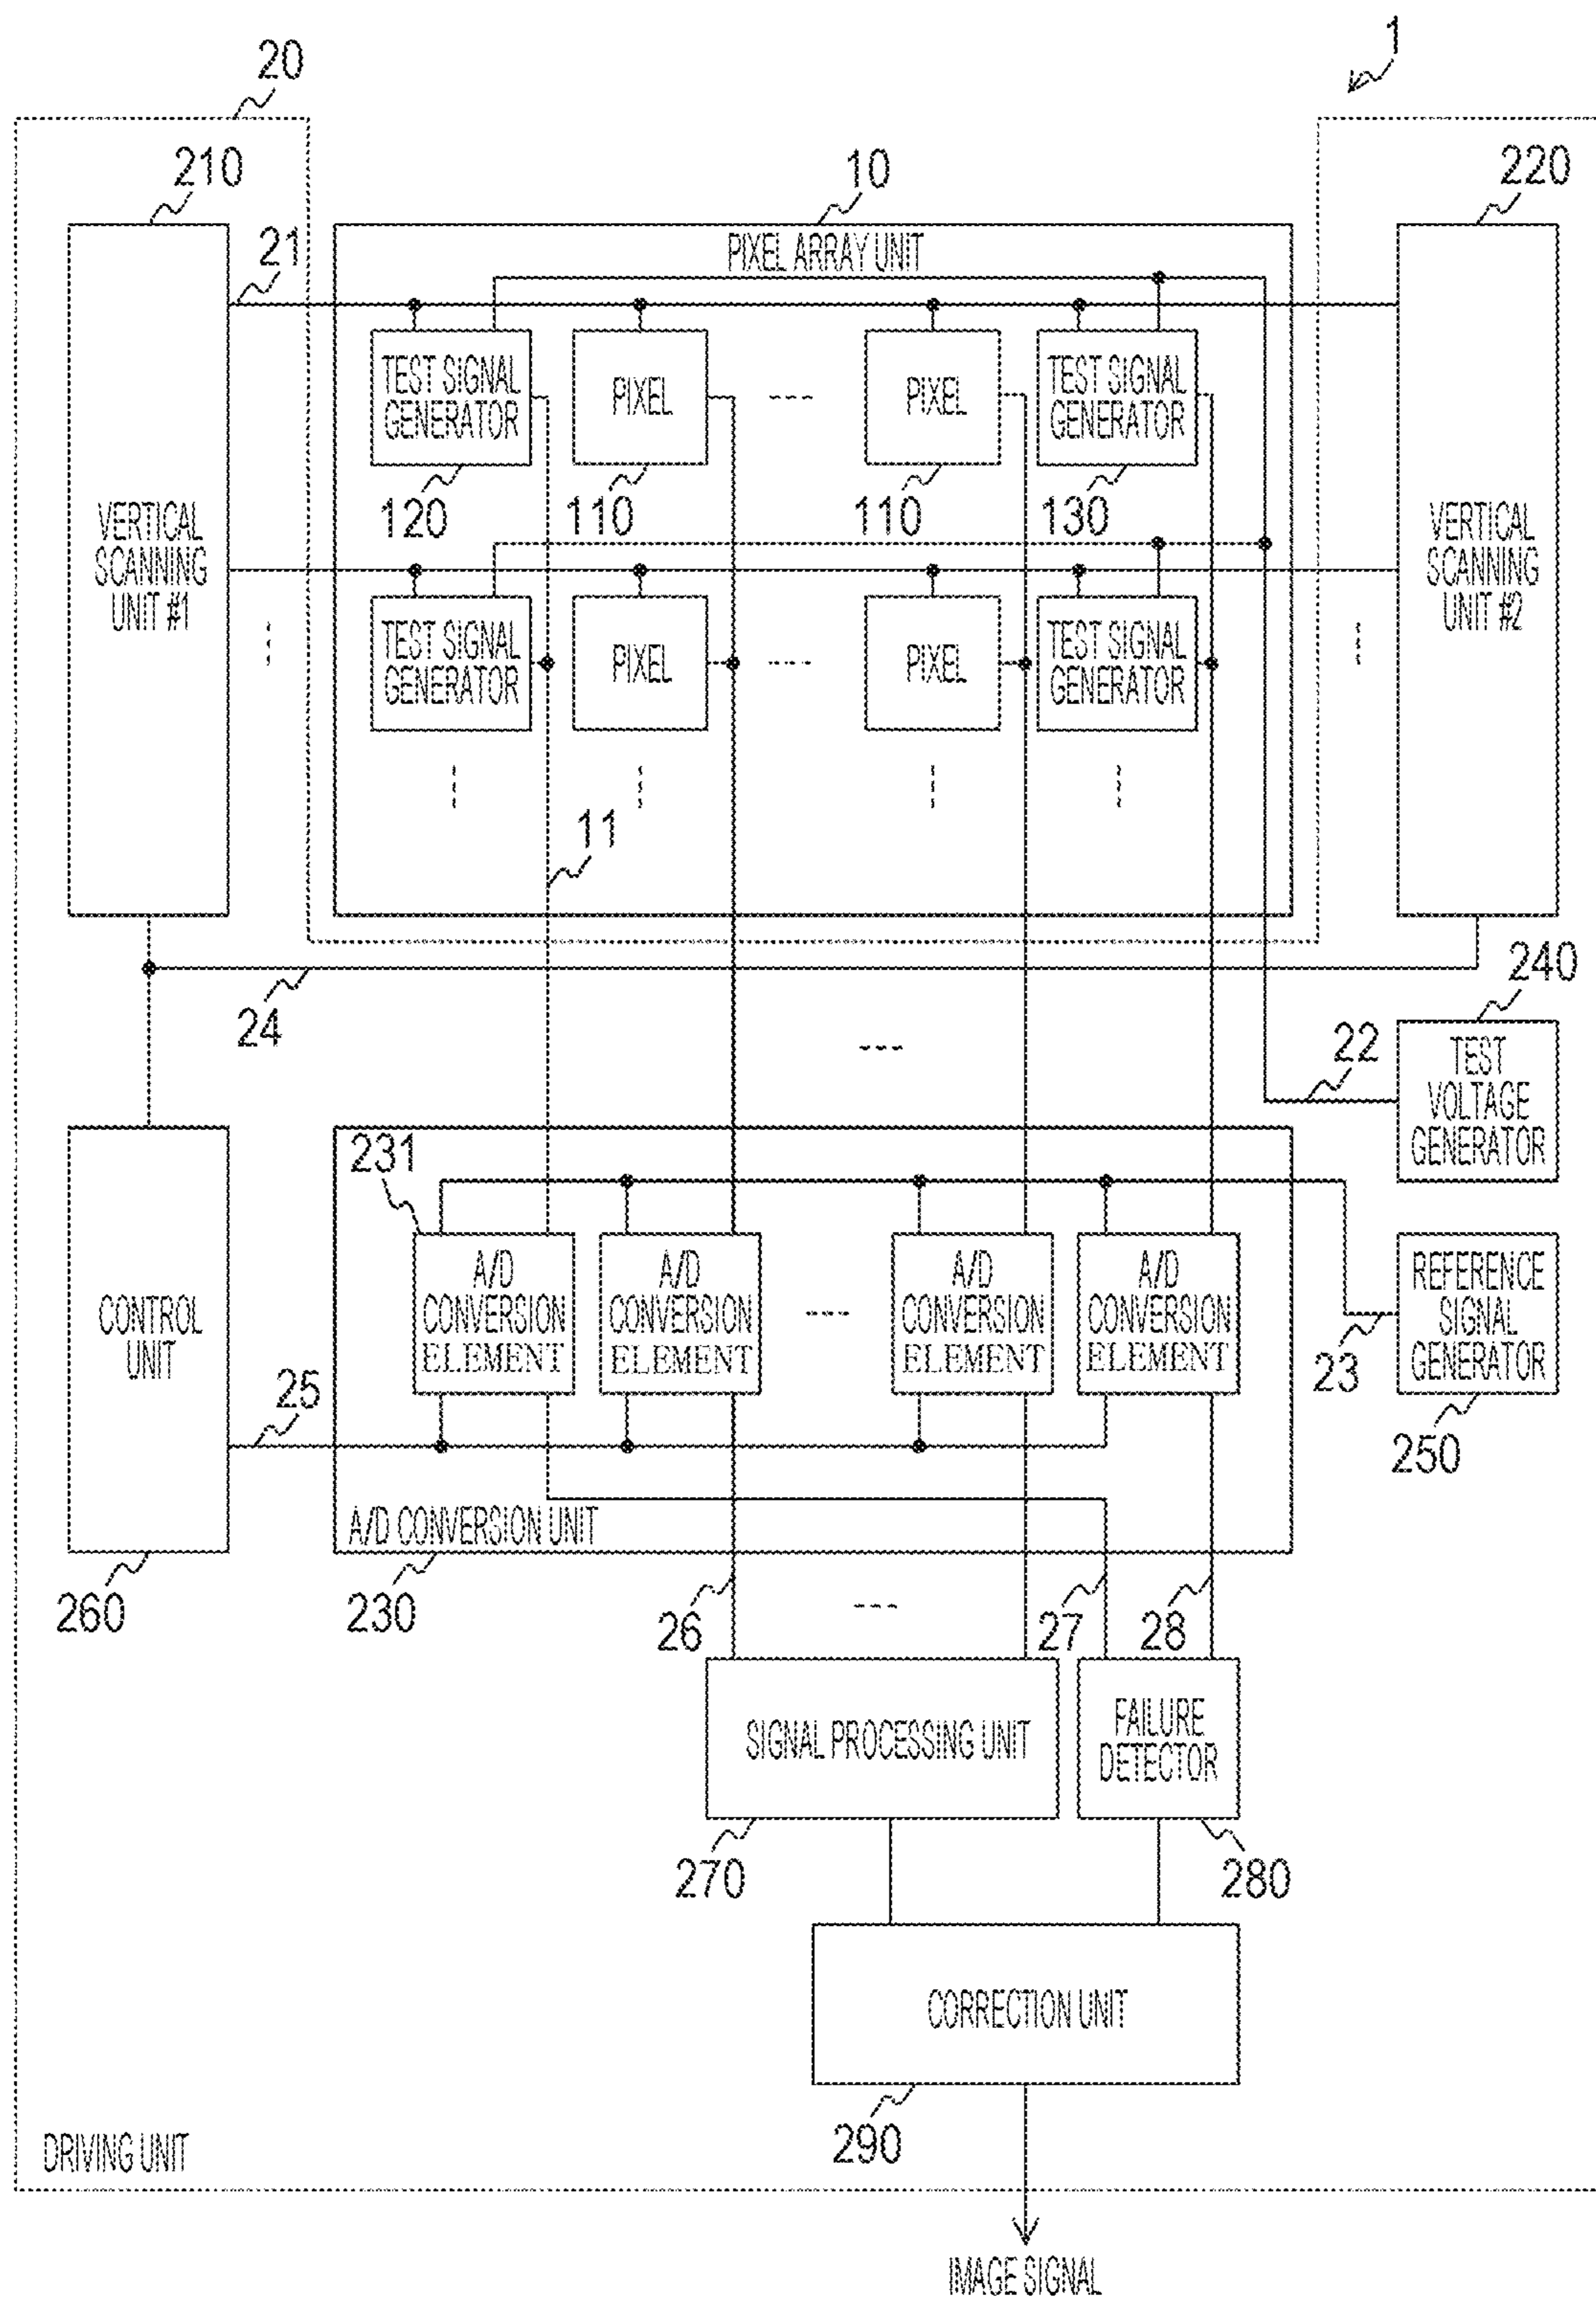 1
20
210
10
220
21
PIXEL ARRAY UNIT
TEST SIGNAL
GENERATOR
PIXEL
PIXEL
TEST SIGNAL
GENERATOR
120
110
110
130
VERTICAL
SCANNING
UNIT #1
VERTICAL
SCANNING
UNIT #2
TEST SIGNAL
GENERATOR
PIXEL
PIXEL
TEST SIGNAL
GENERATOR
11
24
240
22
TEST
VOLTAGE
GENERATOR
231
A/D
CONVERSION
ELEMENT
A/D
CONVERSION
ELEMENT
A/D
CONVERSION
ELEMENT
A/D
CONVERSION
ELEMENT
CONTROL
UNIT
REFERENCE
SIGNAL
GENERATOR
23
25
250
A/D CONVERSION UNIT
260
230
26
27
28
SIGNAL PROCESSING UNIT
FAILURE
DETECTOR
270
280
CORRECTION UNIT
290
DRIVING UNIT
IMAGE SIGNAL